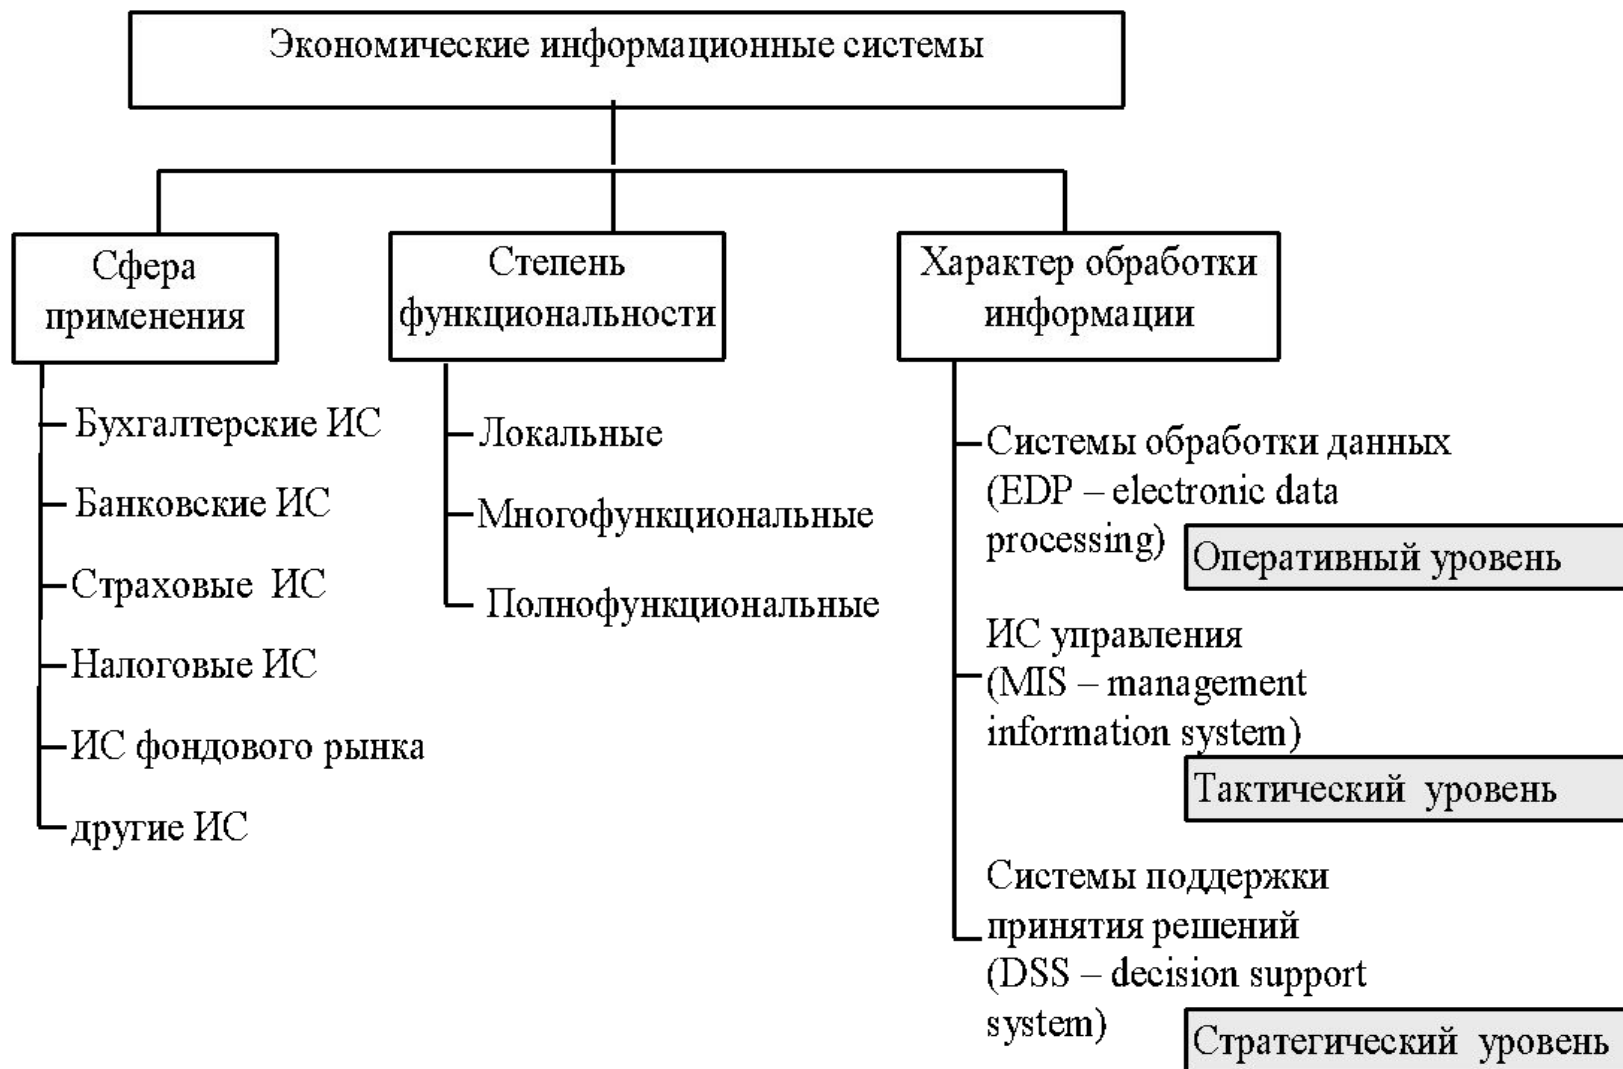 Экономические информационные системы
Сфера
применения
Бухгалтерские ИС
Банковские ИС
Страховые ИС
Налоговые ИС
ИС фондового рынка
другие ИС
Степень
функциональности
Локальные
Многофункциональные
Полнофункциональные
Характер обработки
информации
Системы обработки данных
(EDP – electronic data
processing)
Оперативный уровень
ИС управления
(MIS – management
information system)
Тактический уровень
Системы поддержки
принятия решений
(DSS – decision support
system)
Стратегический уровень